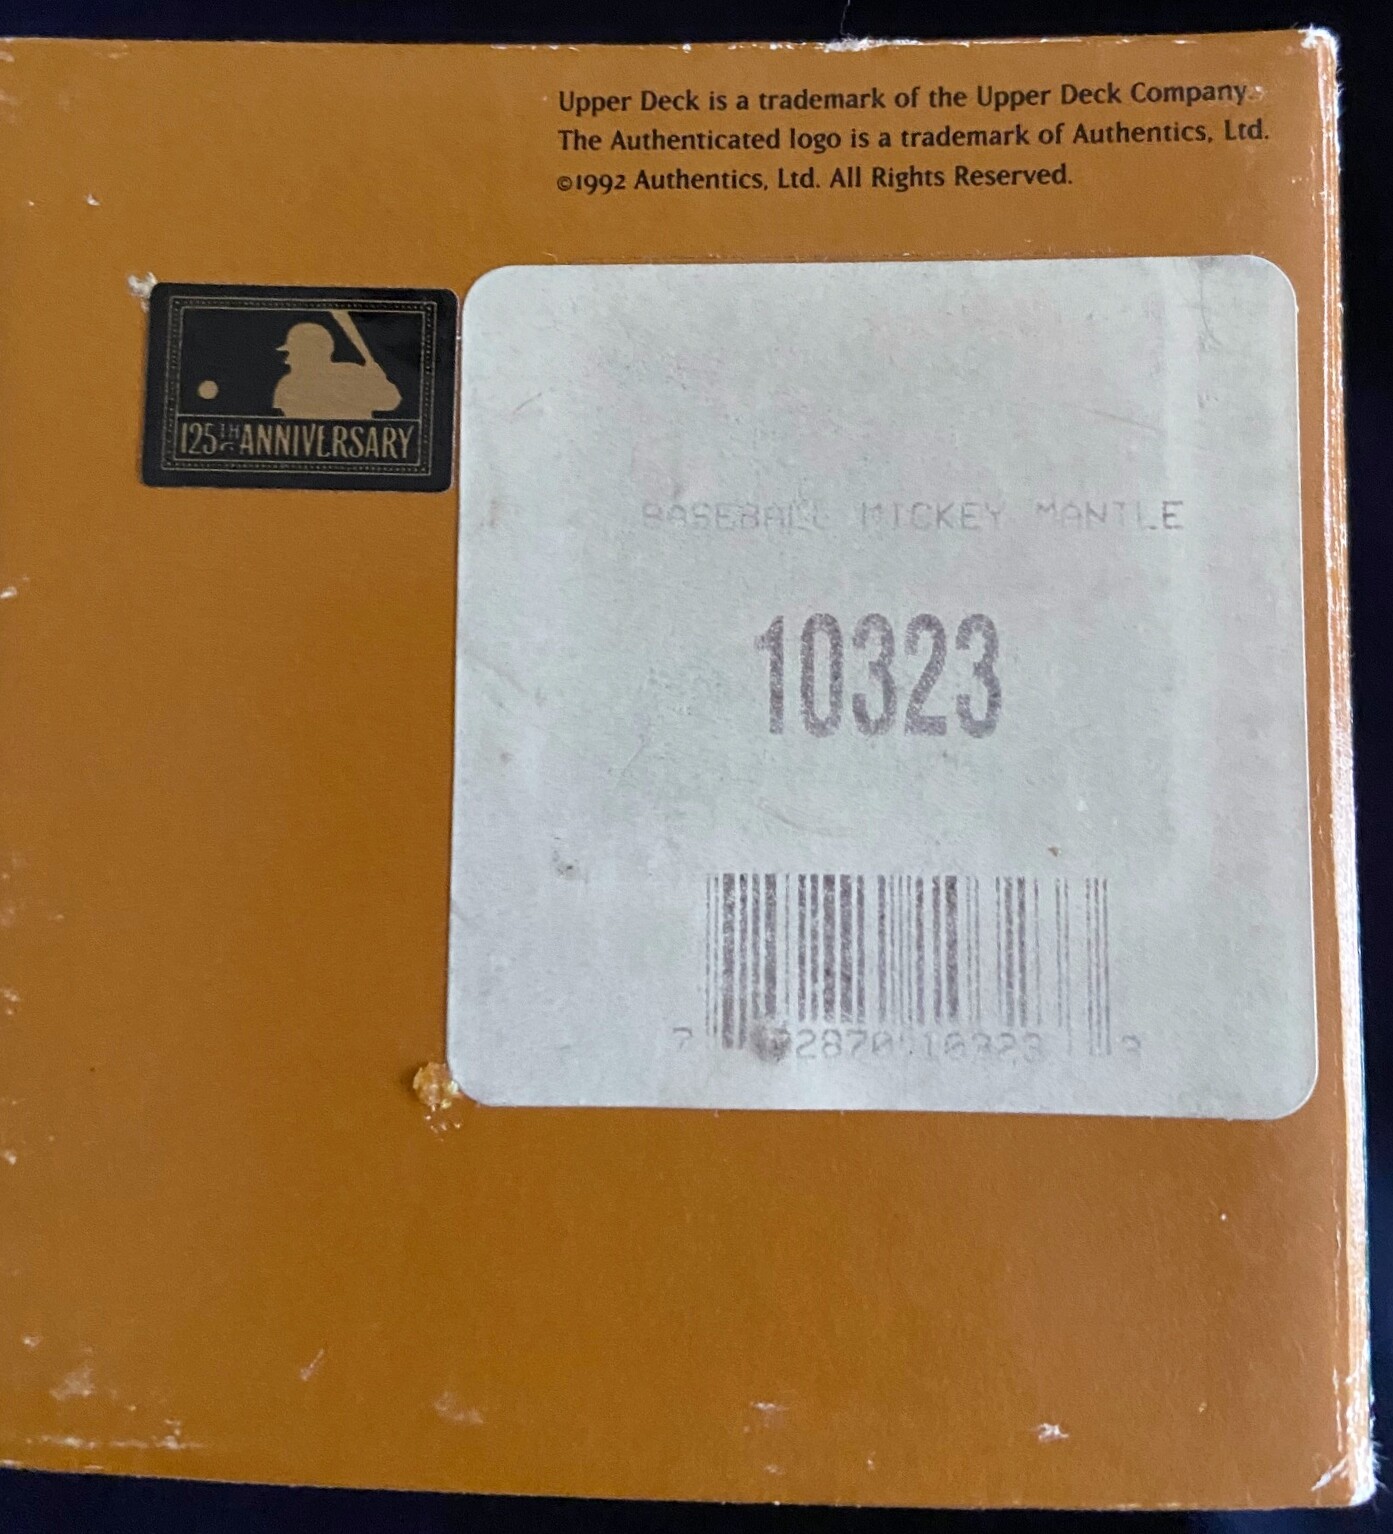 Upper Deck is a trademark of the Upper Deck Company.
The Authenticated logo is a trademark of Authentics, Ltd.
©1992 Authentics, Ltd. All Rights Reserved.
125TH ANNIVERSARY
BASEBALL MICKEY MANTLE
10323